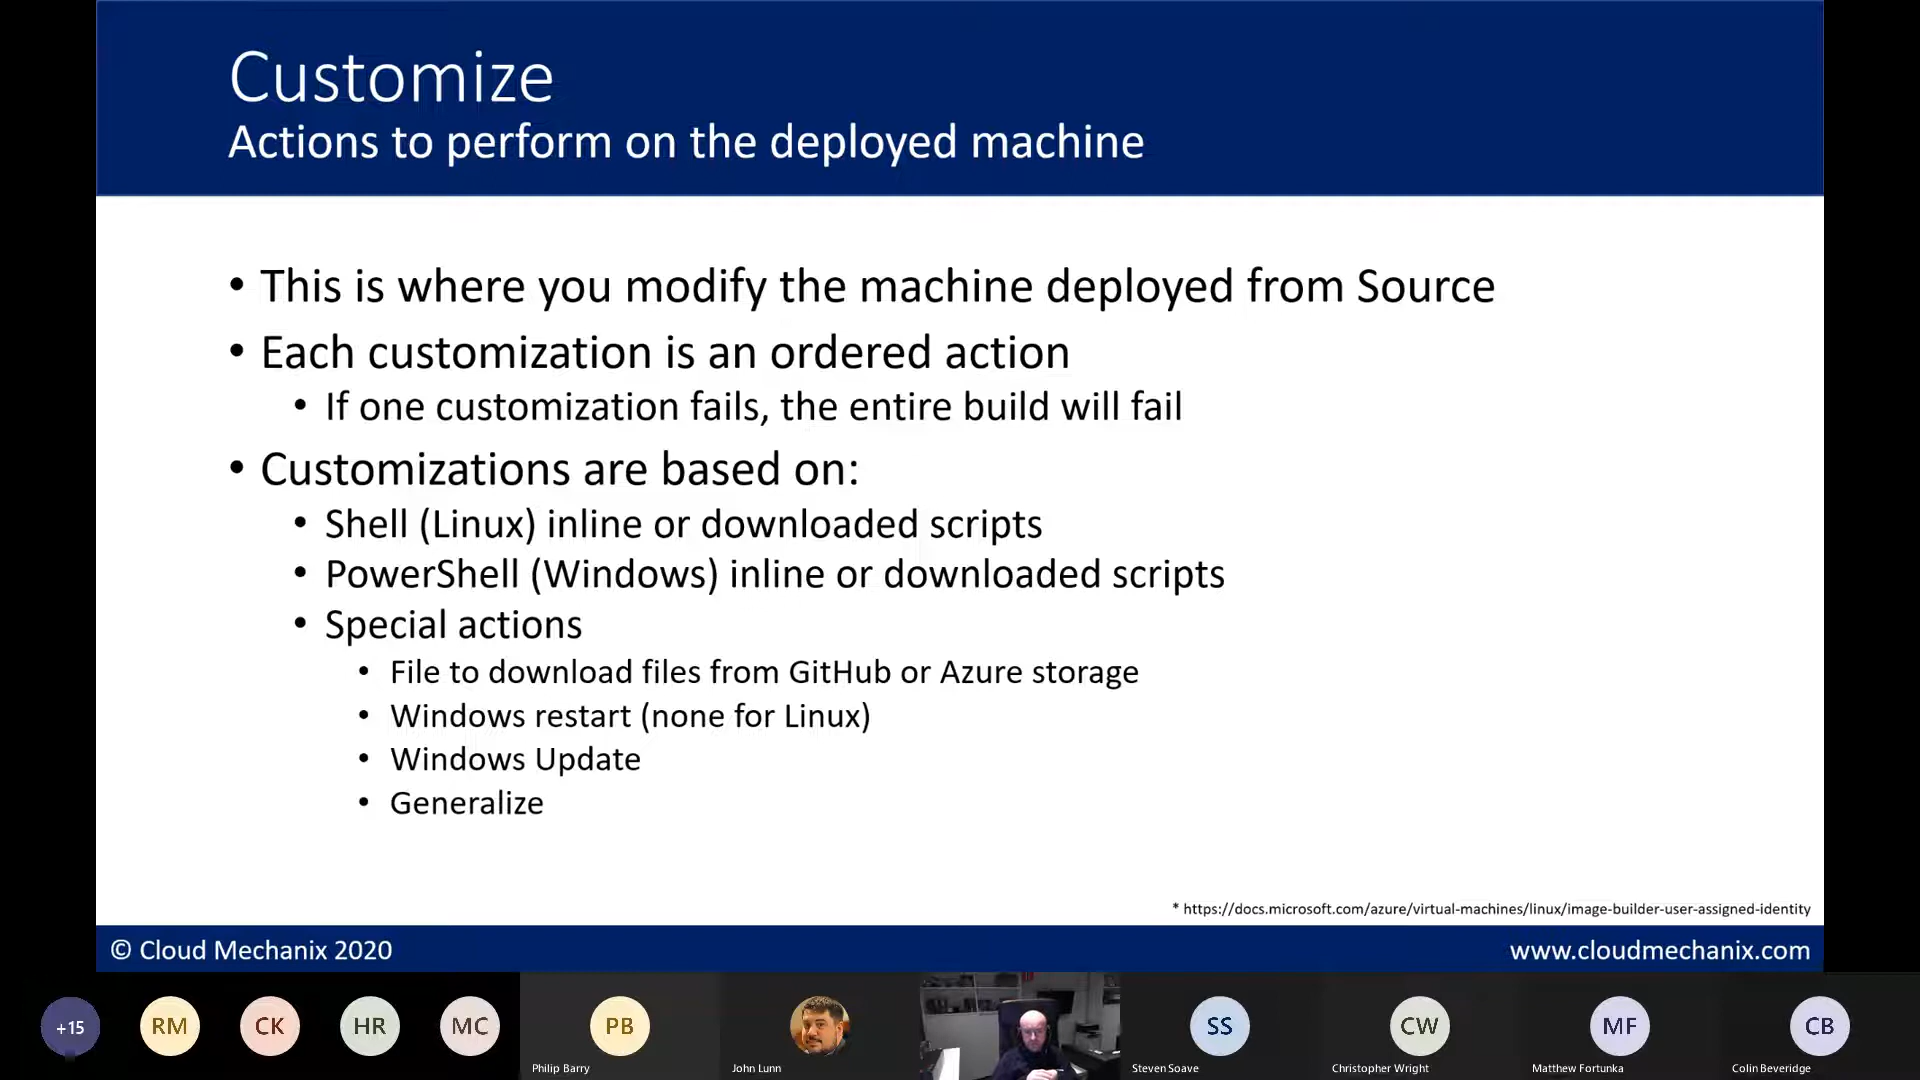 Customize
Actions to perform on the deployed machine
• This is where you modify the machine deployed from Source
• Each customization is an ordered action
• If one customization fails, the entire build will fail
• Customizations are based on:
• Shell (Linux) inline or downloaded scripts
• PowerShell (Windows) inline or downloaded scripts
• Special actions
• File to download files from GitHub or Azure storage
• Windows restart (none for Linux)
• Windows Update
• Generalize
* https://docs.microsoft.com/azure/virtual-machines/linux/image-builder-user-assigned-identity
© Cloud Mechanix 2020
www.cloudmechanix.com
+15
RM
CK
HR
MC
PB
SS
CW
MF
CB
Philip Barry
John Lunn
Steven Soave
Christopher Wright
Matthew Fortunka
Colin Beveridge